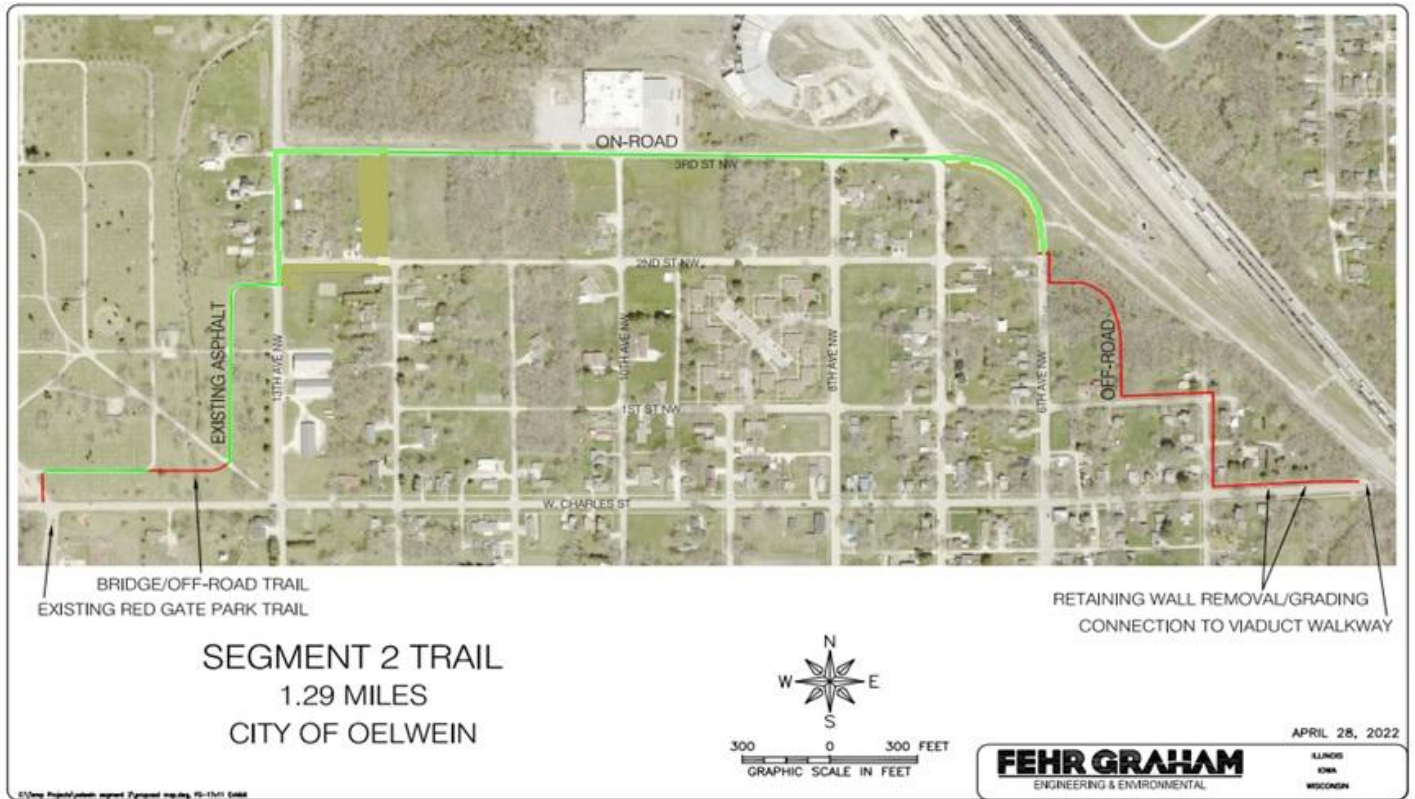 ON-ROAD
3RD ST NW
2ND ST NW
EXISTING ASPHALT
13TH AVE NW
10TH AVE NW
8TH AVE NW
6TH AVE NW
OFF-ROAD
1ST ST NW
W. CHARLES ST
BRIDGE/OFF-ROAD TRAIL
EXISTING RED GATE PARK TRAIL
RETAINING WALL REMOVAL/GRADING
CONNECTION TO VIADUCT WALKWAY
SEGMENT 2 TRAIL
1.29 MILES
CITY OF OELWEIN
N
W E
S
300 0 300 FEET
GRAPHIC SCALE IN FEET
APRIL 28, 2022
FEHR GRAHAM
ENGINEERING & ENVIRONMENTAL
ILLINOIS
IOWA
WISCONSIN